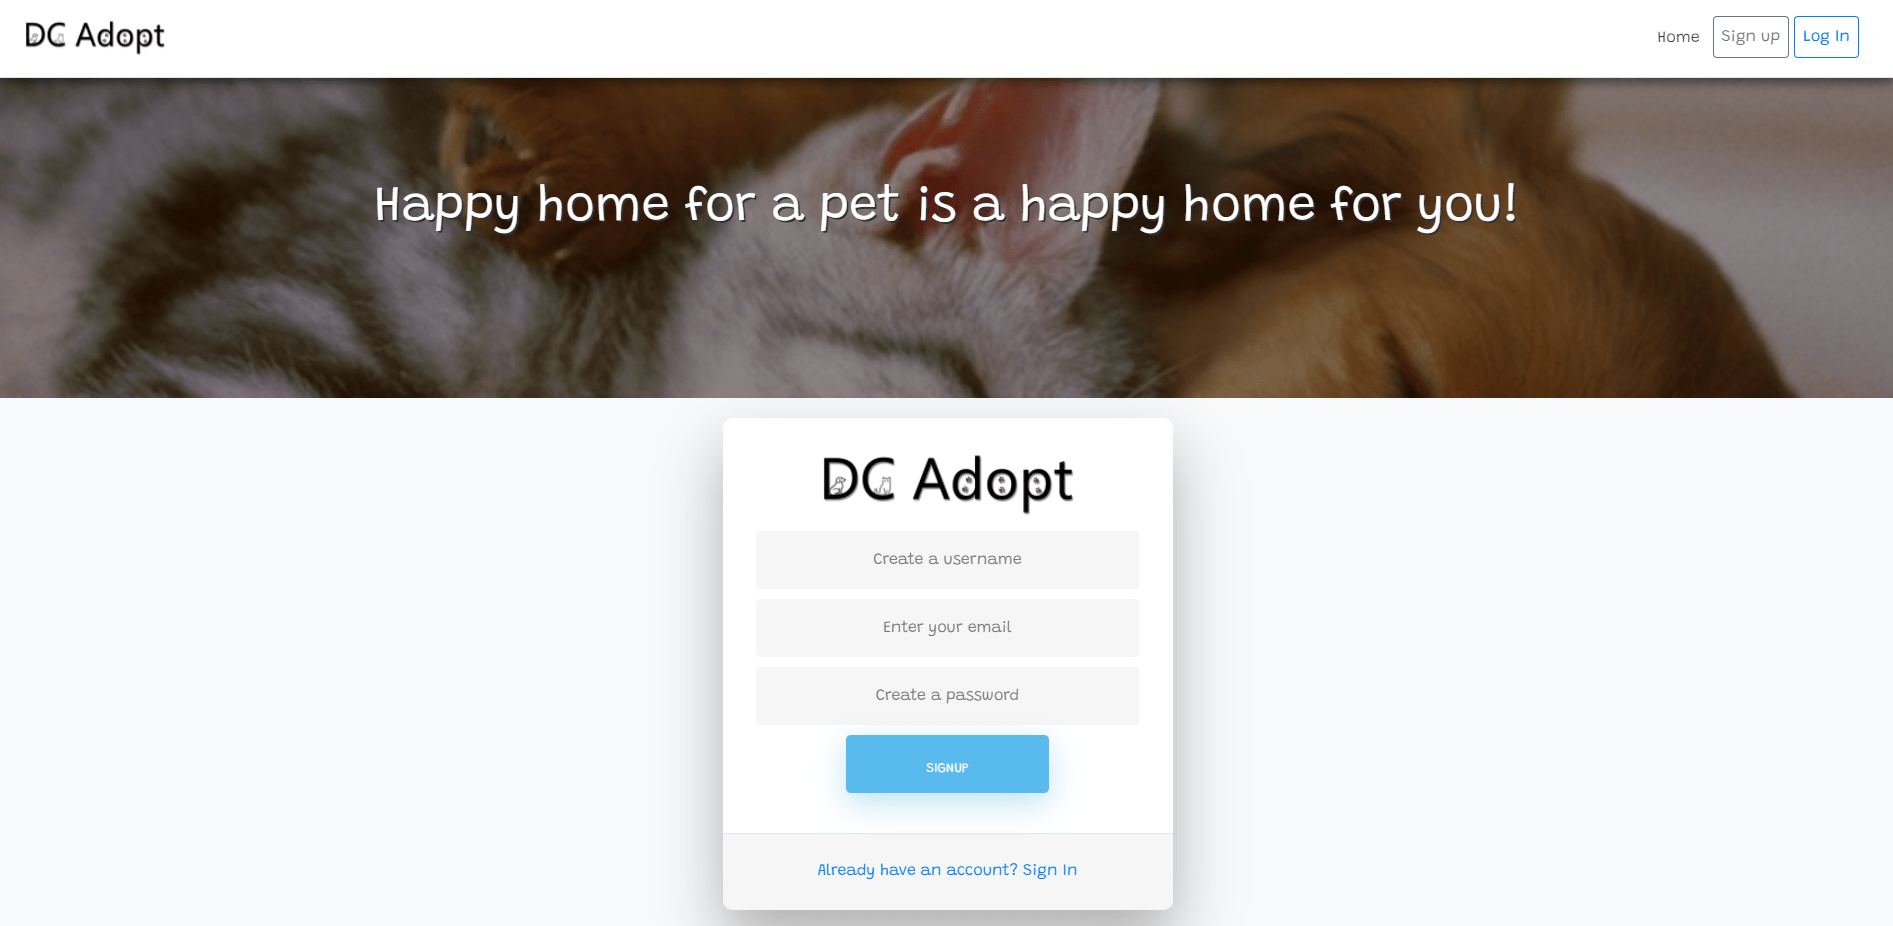 DC Adopt
Home Sign up Log In
Happy home for a pet is a happy home for you!
DC Adopt
Create a username
Enter your email
Create a password
SIGNUP
Already have an account? Sign In